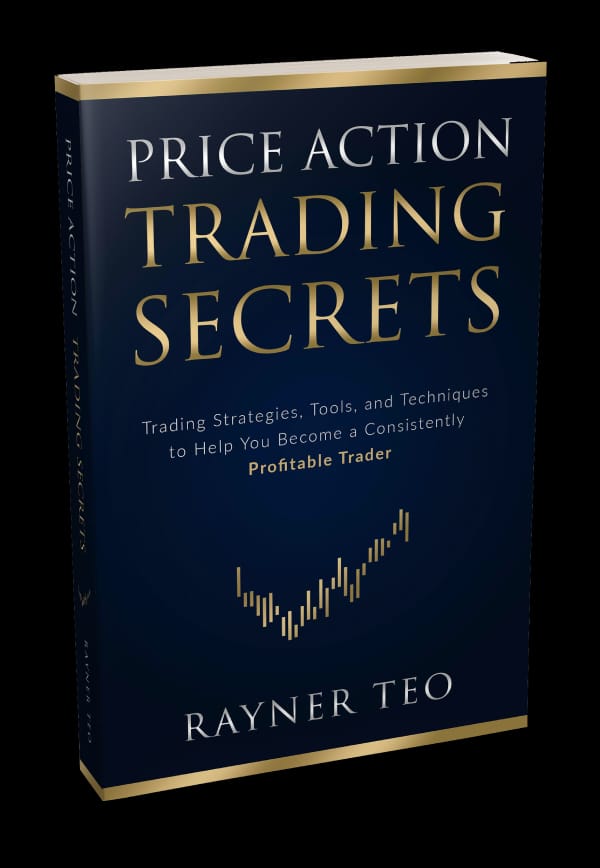 PRICE ACTION
TRADING
SECRETS
Trading Strategies, Tools, and Techniques
to Help You Become a Consistently
Profitable Trader
RAYNER TEO
PRICE ACTION TRADING SECRETS
RAYNER TEO